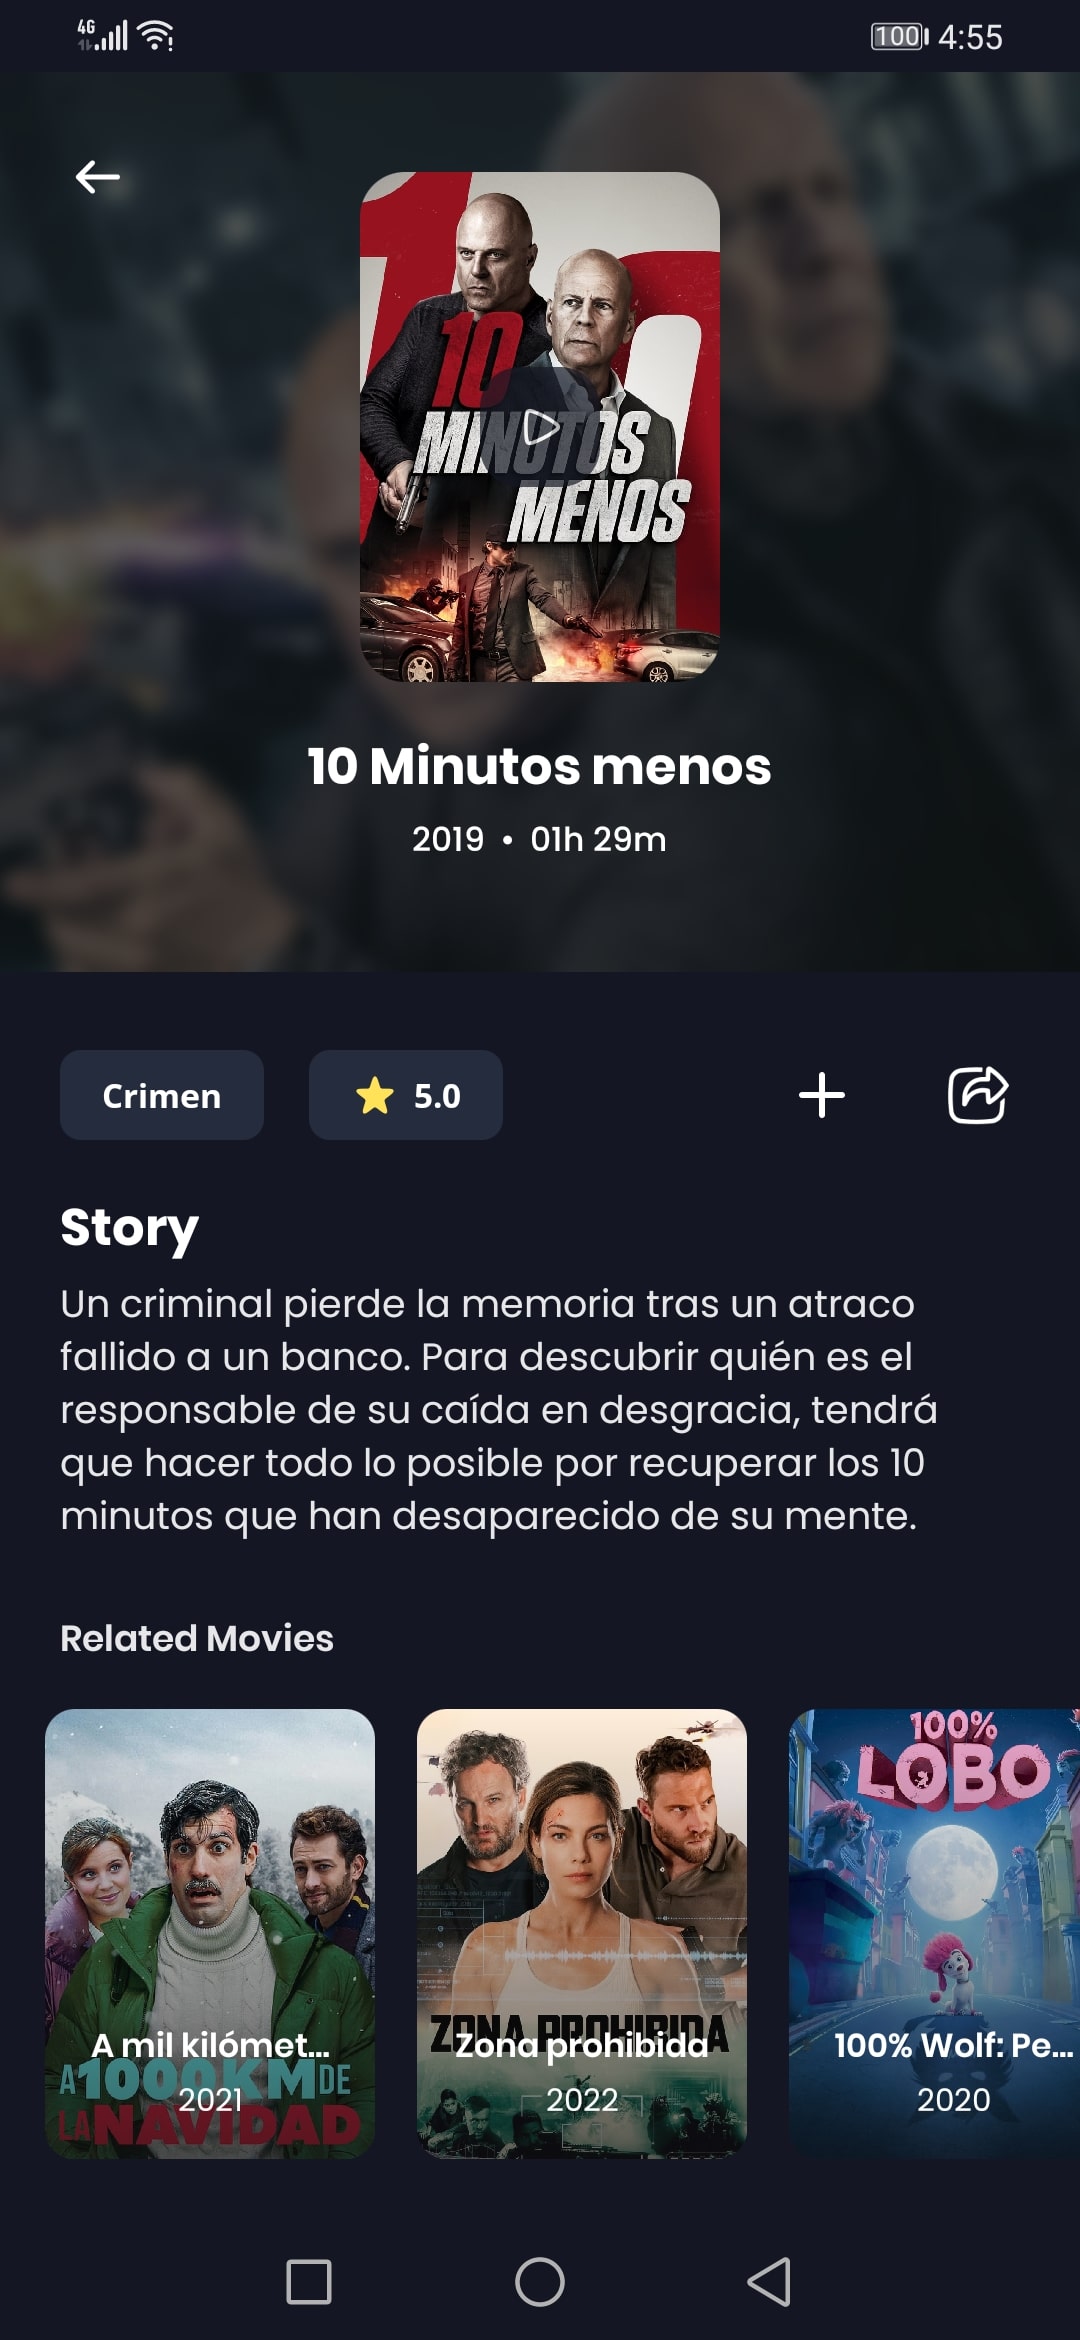 4G
100 4:55
10
MINUTOS
MENOS
10 Minutos menos
2019 • 01h 29m
Crimen
5.0
Story
Un criminal pierde la memoria tras un atraco
fallido a un banco. Para descubrir quién es el
responsable de su caída en desgracia, tendrá
que hacer todo lo posible por recuperar los 10
minutos que han desaparecido de su mente.
Related Movies
A mil kilómet...
2021
A 1000KM DE
LA NAVIDAD
ZONA PROHIBIDA
Zona prohibida
2022
100%
LOBO
100% Wolf: Pe...
2020